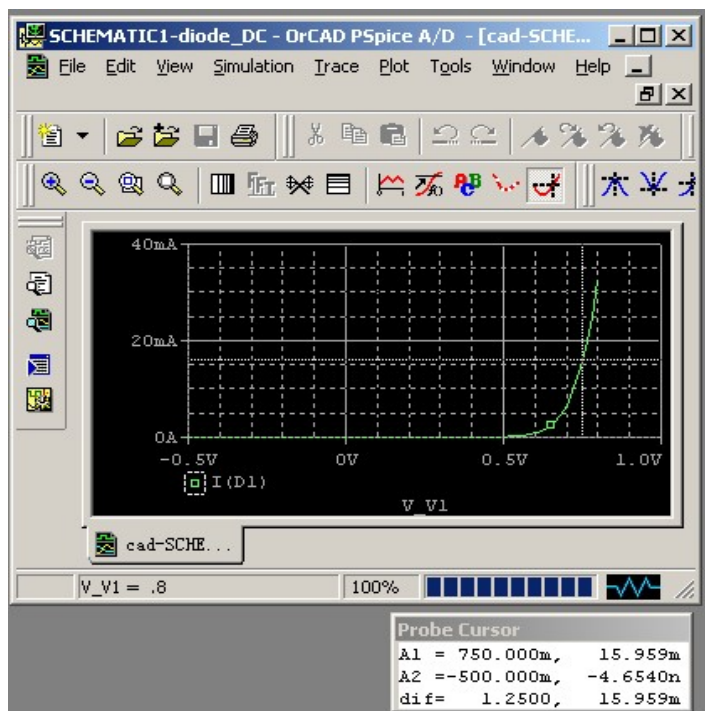 SCHEMATIC1-diode_DC - OrCAD PSpice A/D - [cad-SCHE...
File Edit View Simulation Trace Plot Tools Window Help
FFT
ABC
40mA
20mA
0A
-0.5V 0V 0.5V 1.0V
I(D1)
V_V1
cad-SCHE...
V_V1 = .8 100%
Probe Cursor
A1 = 750.000m, 15.959m
A2 =-500.000m, -4.6540n
dif= 1.2500, 15.959m